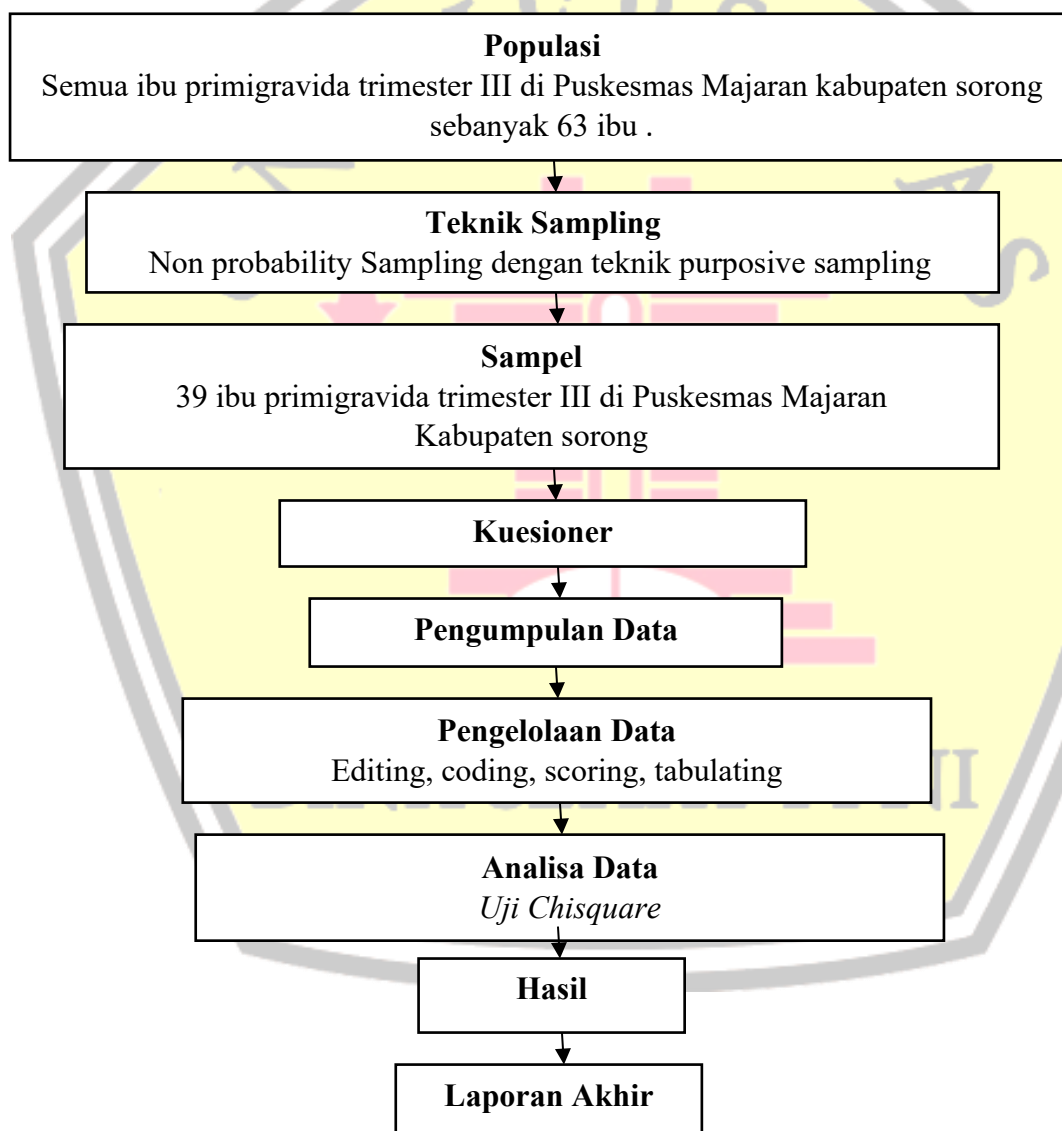 Populasi
Semua ibu primigravida trimester III di Puskesmas Majaran kabupaten sorong
sebanyak 63 ibu .
Teknik Sampling
Non probability Sampling dengan teknik purposive sampling
Sampel
39 ibu primigravida trimester III di Puskesmas Majaran
Kabupaten sorong
Kuesioner
Pengumpulan Data
Pengelolaan Data
Editing, coding, scoring, tabulating
Analisa Data
Uji Chisquare
Hasil
Laporan Akhir